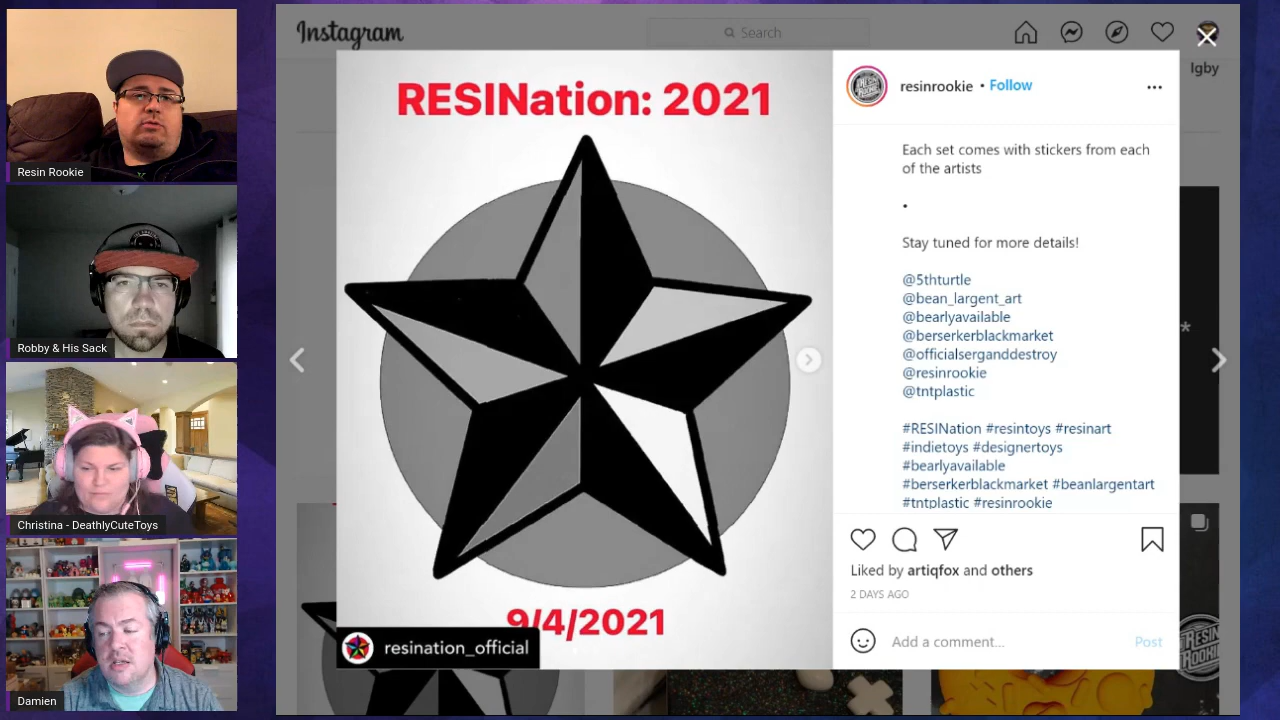 Resin Rookie
Robby & His Sack
Christina - DeathlyCuteToys
Damien
Instagram
Search
Igby
RESINation: 2021
9/4/2021
resination_official
resinrookie • Follow
Each set comes with stickers from each
of the artists
•
Stay tuned for more details!
@5thturtle
@bean_largent_art
@bearlyavailable
@berserkerblackmarket
@officialserganddestroy
@resinrookie
@tntplastic
#RESINation #resintoys #resinart
#indietoys #designertoys
#bearlyavailable
#berserkerblackmarket #beanlargentart
#tntplastic #resinrookie
Liked by artiqfox and others
2 DAYS AGO
Add a comment...
Post
RESIN
ROOKIE